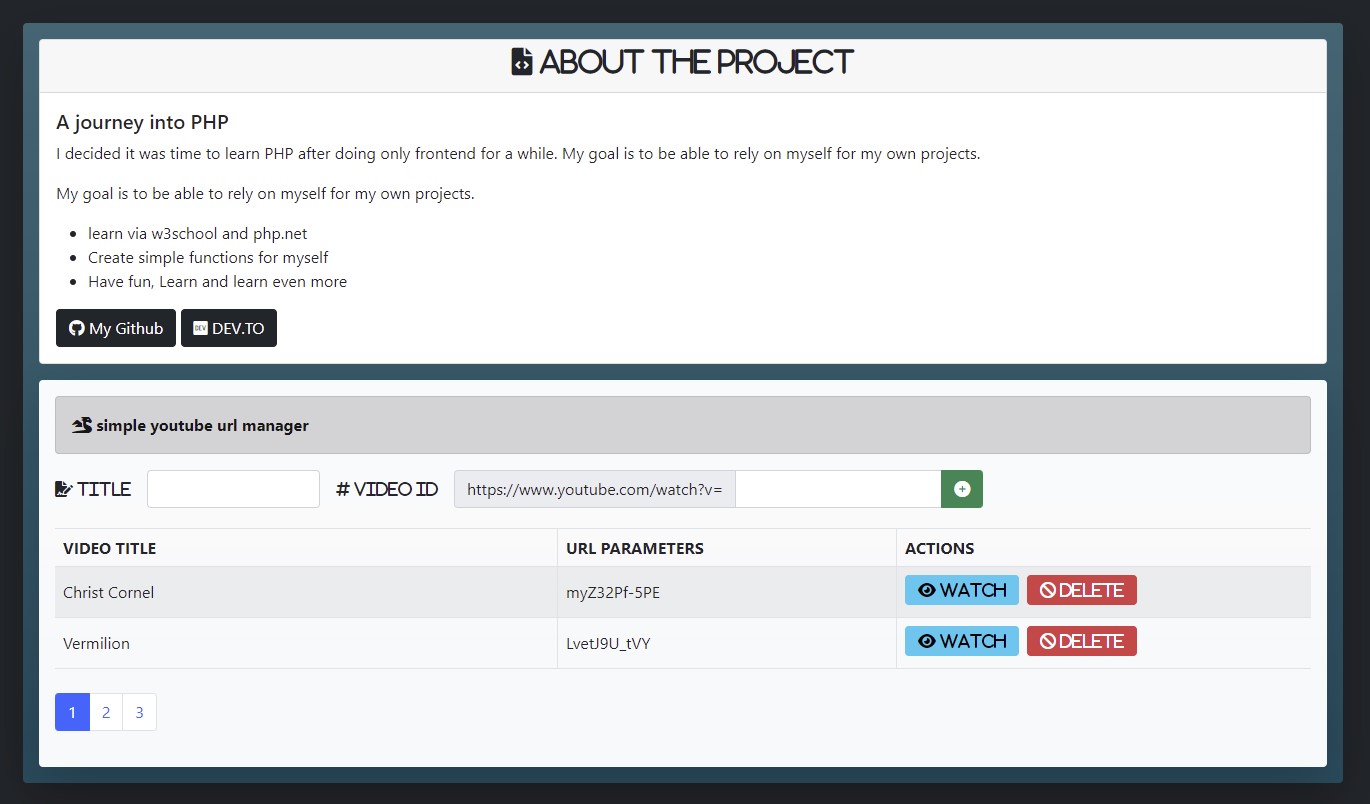 ABOUT THE PROJECT
A journey into PHP
I decided it was time to learn PHP after doing only frontend for a while. My goal is to be able to rely on myself for my own projects.
My goal is to be able to rely on myself for my own projects.
learn via w3school and php.net
Create simple functions for myself
Have fun, Learn and learn even more
My Github DEV DEV.TO
simple youtube url manager
TITLE # VIDEO ID https://www.youtube.com/watch?v=
VIDEO TITLE URL PARAMETERS ACTIONS
Christ Cornel myZ32Pf-5PE WATCH DELETE
Vermilion LvetJ9U_tVY WATCH DELETE
1 2 3